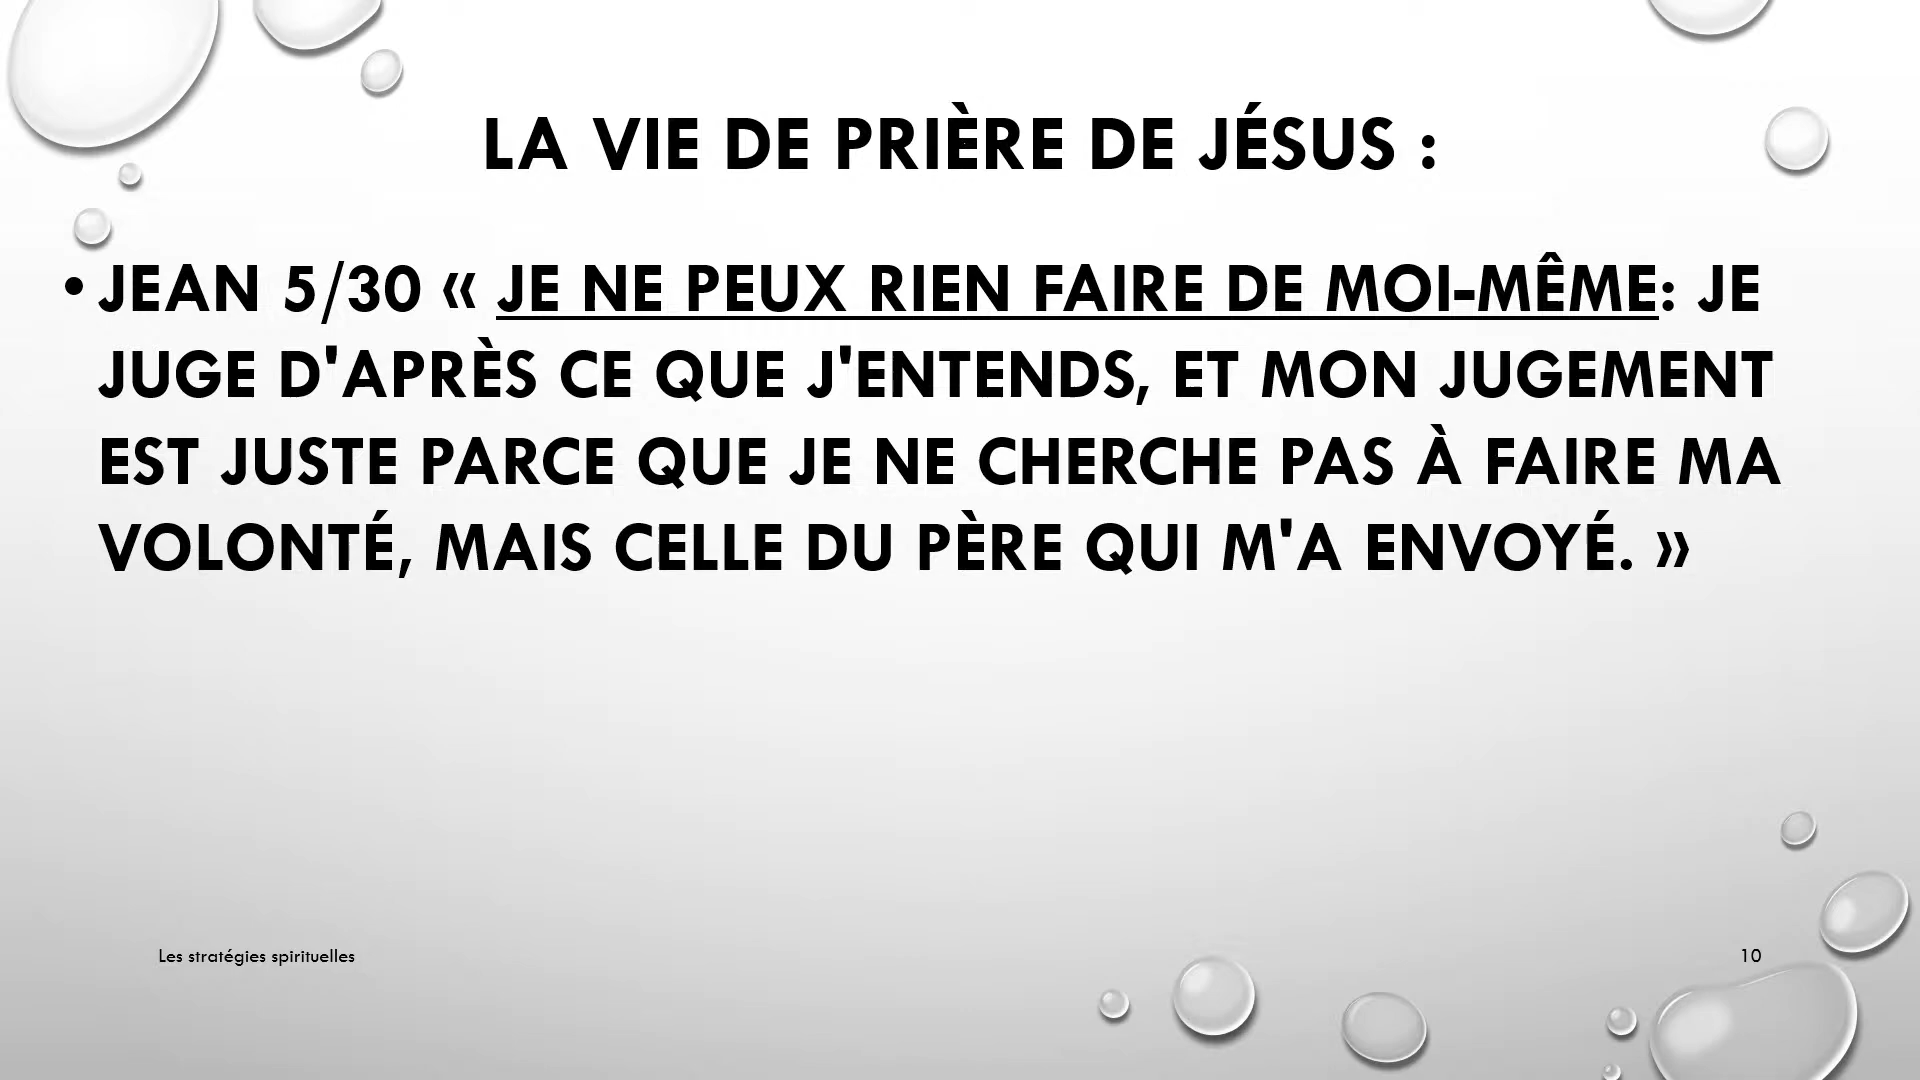 LA VIE DE PRIÈRE DE JÉSUS :
• JEAN 5/30 « JE NE PEUX RIEN FAIRE DE MOI-MÊME: JE
JUGE D'APRÈS CE QUE J'ENTENDS, ET MON JUGEMENT
EST JUSTE PARCE QUE JE NE CHERCHE PAS À FAIRE MA
VOLONTÉ, MAIS CELLE DU PÈRE QUI M'A ENVOYÉ. »
Les stratégies spirituelles
10